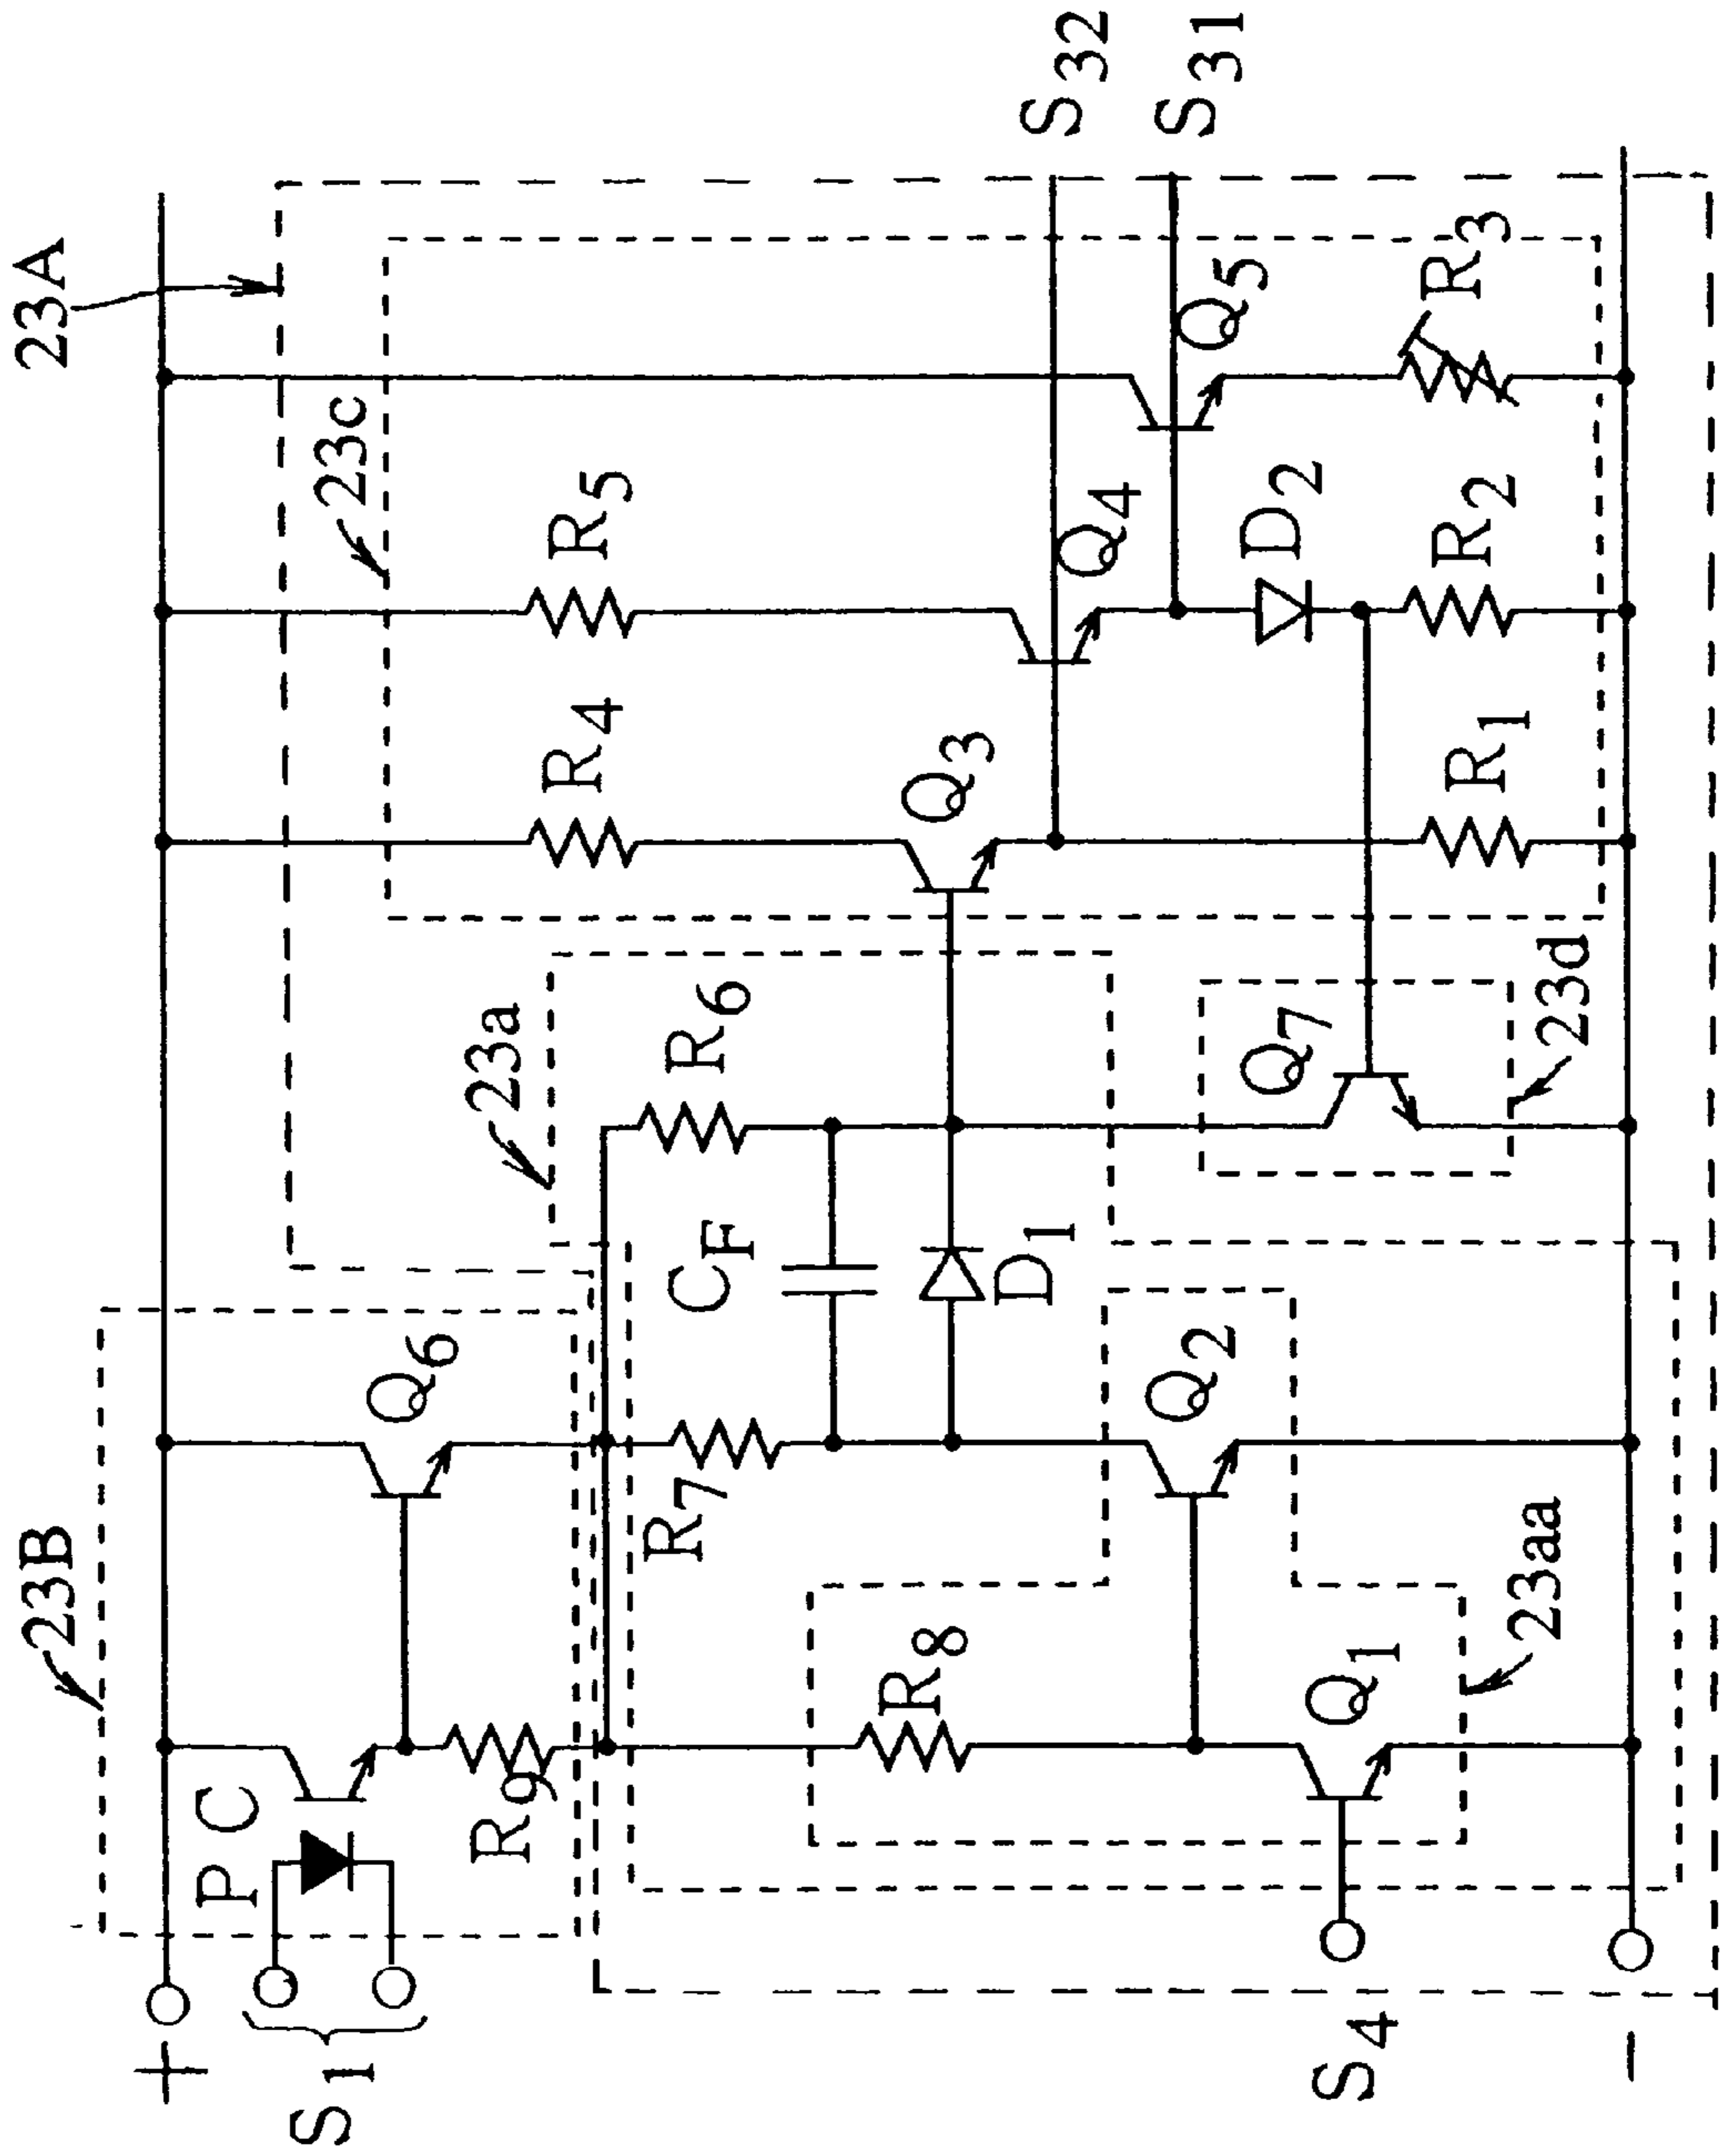 23A
23B
23c
23a
S32
S31
+
S1
P C
R9
Q6
R7
R8
CF
D1
R6
R4
R5
Q3
Q4
Q5
D2
R1
R2
R3
Q7
23d
Q2
Q1
23aa
S4
−